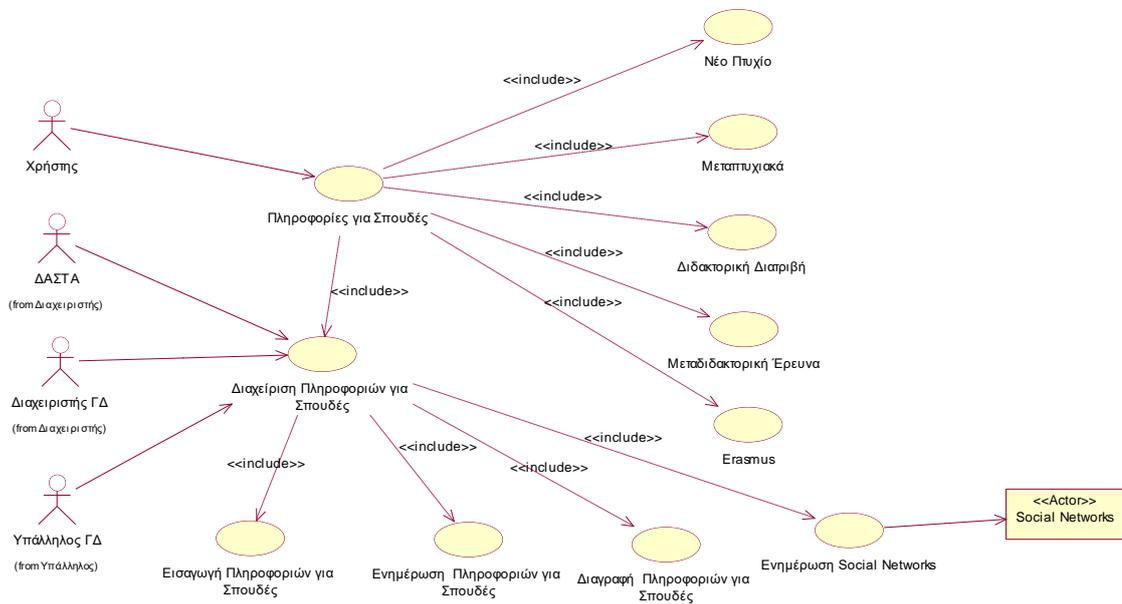 Νέο Πτυχίο
<<include>>
Χρήσης
<<include>>
Μεταπτυχιακά
<<include>>
Πληροφορίες για Σπουδές
<<include>>
Διδακτορική Διατριβή
ΔΑΣΤΑ
(from Διαχειριστής)
<<include>>
<<include>>
Μεταδιδακτορική Έρευνα
Διαχειριστής ΓΔ
(from Διαχειριστής)
Διαχείριση Πληροφοριών για
Σπουδές
<<include>>
<<include>>
Erasmus
<<include>>
<<include>>
<<Actor>>
Social Networks
Υπάλληλος ΓΔ
(from Υπάλληλος)
Εισαγωγή Πληροφοριών για
Σπουδές
Ενημέρωση Πληροφοριών για
Σπουδές
Διαγραφή Πληροφοριών για
Σπουδές
Ενημέρωση Social Networks